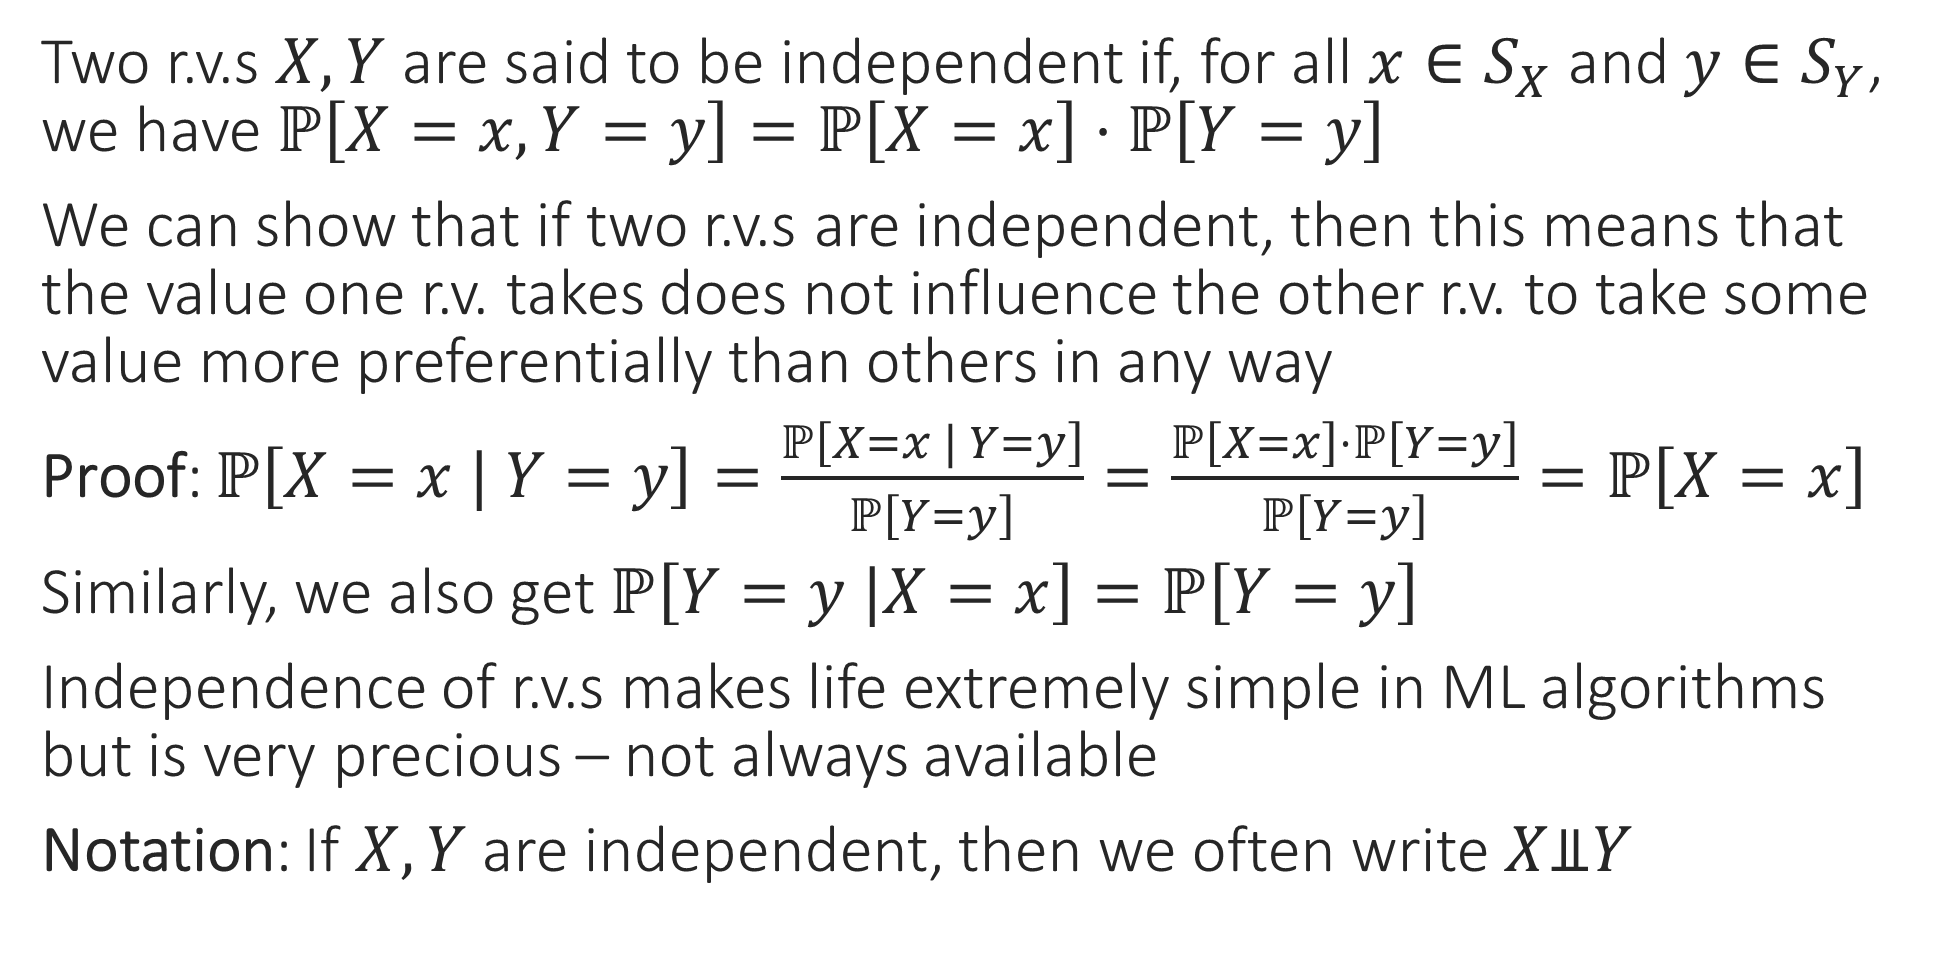 Two r.v.s X, Y are said to be independent if, for all x ∈ S_X and y ∈ S_Y,
we have ℙ[X = x, Y = y] = ℙ[X = x] · ℙ[Y = y]
We can show that if two r.v.s are independent, then this means that
the value one r.v. takes does not influence the other r.v. to take some
value more preferentially than others in any way
Proof: ℙ[X = x | Y = y] = ℙ[X=x | Y=y]/ℙ[Y=y] = ℙ[X=x]·ℙ[Y=y]/ℙ[Y=y] = ℙ[X = x]
Similarly, we also get ℙ[Y = y |X = x] = ℙ[Y = y]
Independence of r.v.s makes life extremely simple in ML algorithms
but is very precious – not always available
Notation: If X, Y are independent, then we often write X⫫Y